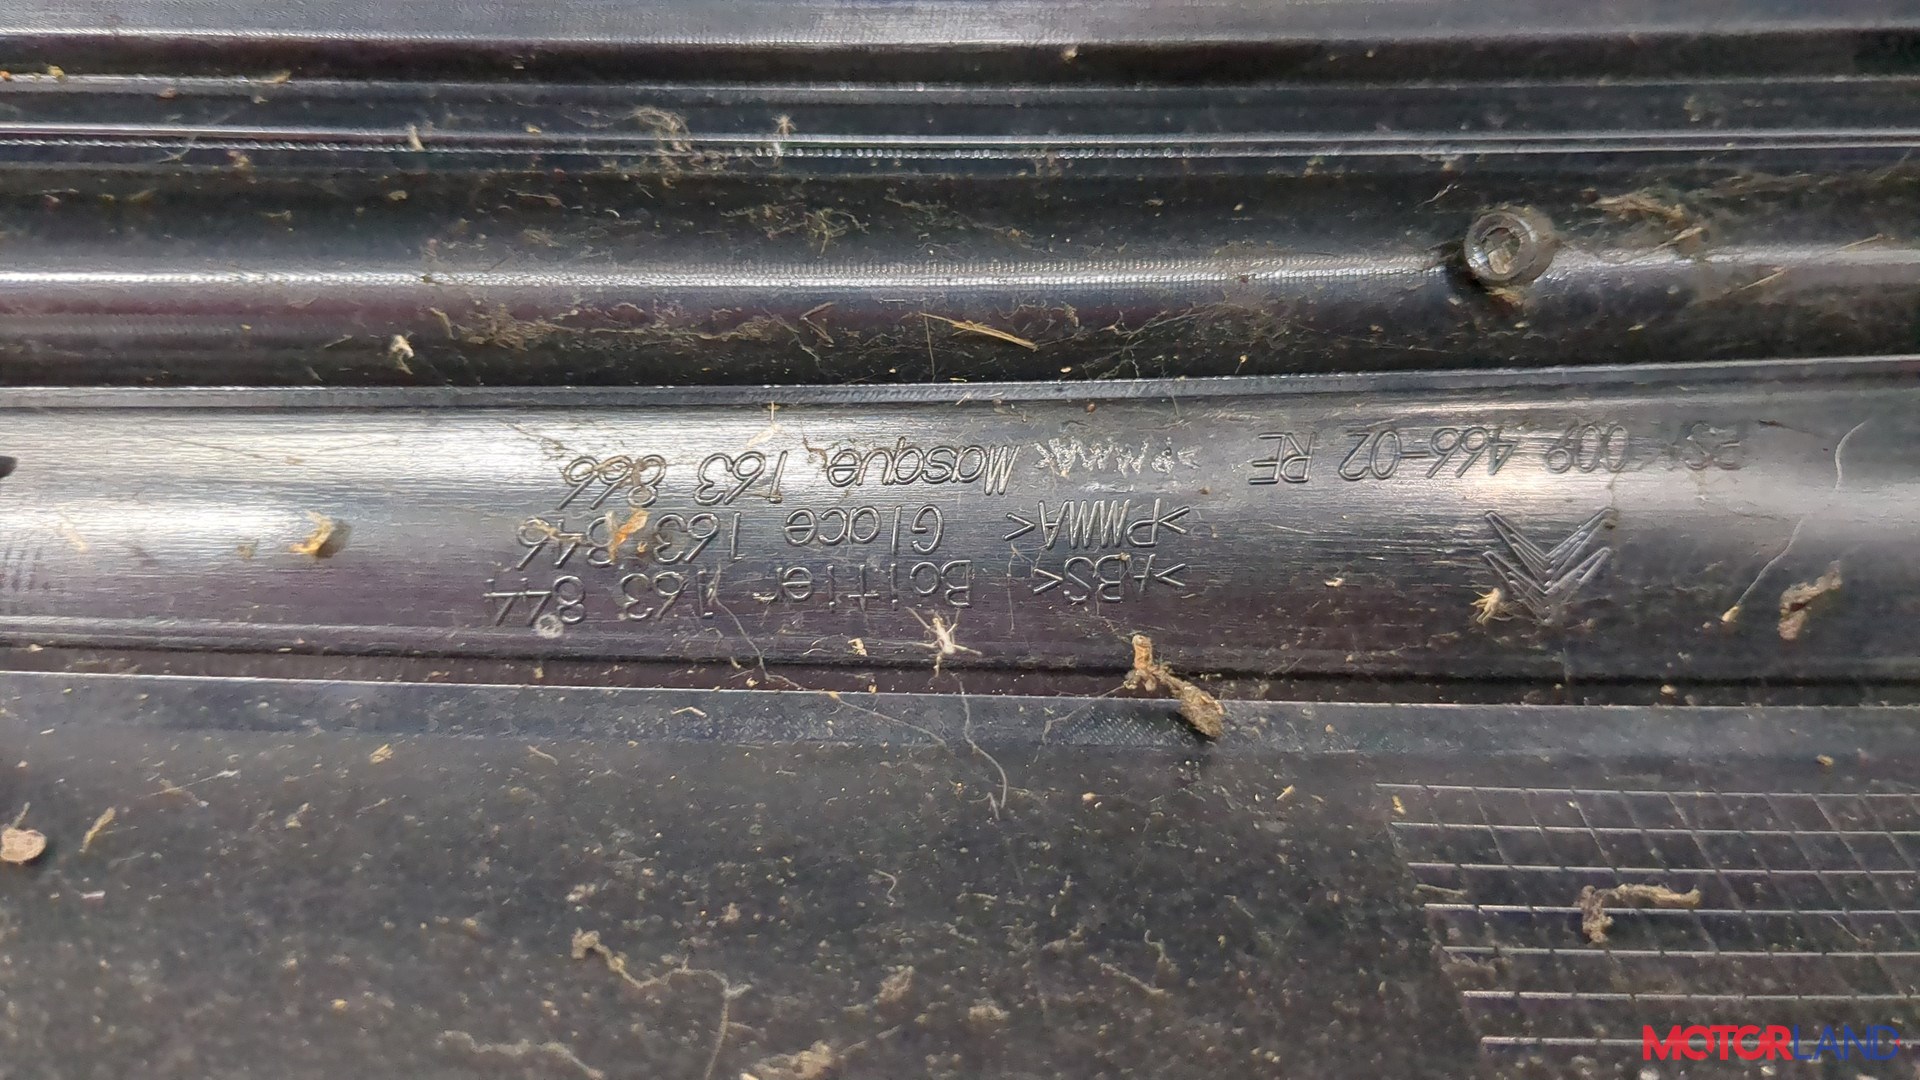 >ABS< Boitier 163 844
>PMMA< Glace 163 846
PSA 009 466-02 RE >PMMA< Masque 163 866
MOTORLAND